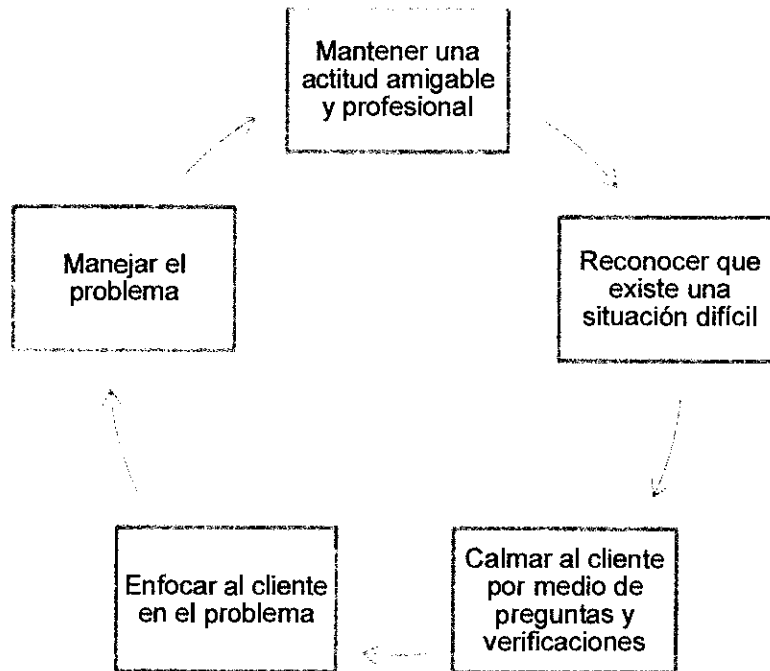 Mantener una
actitud amigable
y profesional
Reconocer que
existe una
situación difícil
Calmar al cliente
por medio de
preguntas y
verificaciones
Enfocar al cliente
en el problema
Manejar el
problema